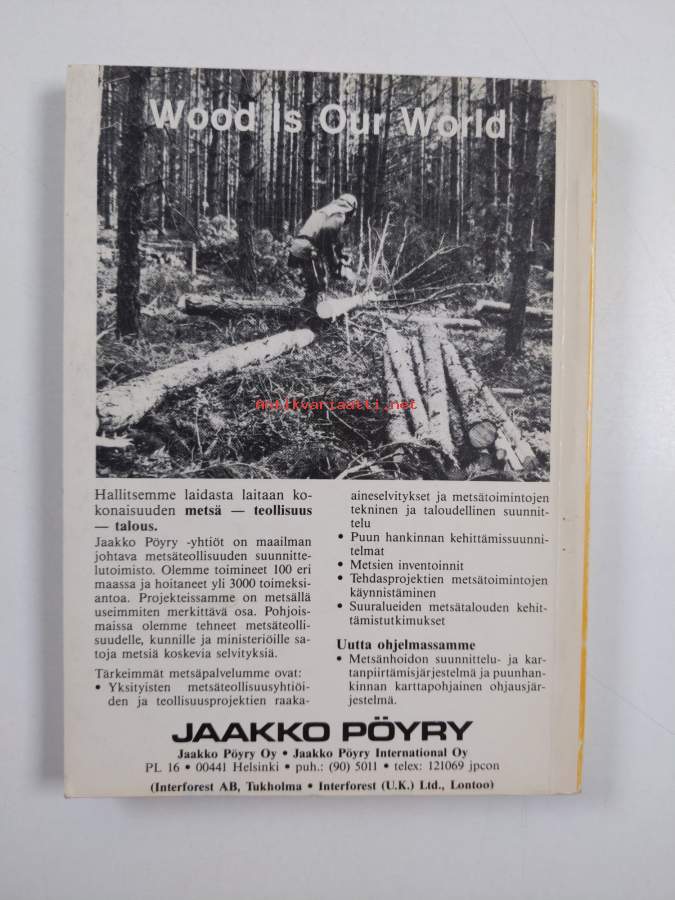 Wood is Our World
Antikvariaatti.net
Hallitsemme laidasta laitaan ko-
konaisuuden metsä — teollisuus
— talous.
Jaakko Pöyry -yhtiöt on maailman
johtava metsäteollisuuden suunnitte-
lutoimisto. Olemme toimineet 100 eri
maassa ja hoitaneet yli 3000 toimeksi-
antoa. Projekteissamme on metsällä
useimmiten merkittävä osa. Pohjois-
maissa olemme tehneet metsäteolli-
suudelle, kunnille ja ministeriöille sa-
toja metsiä koskevia selvityksiä.
Tärkeimmät metsäpalvelumme ovat:
• Yksityisten metsäteollisuusyhtiöi-
den ja teollisuusprojektien raaka-
aineselvitykset ja metsätoimintojen
tekninen ja taloudellinen suunnit-
telu
• Puun hankinnan kehittämissuunni-
telmat
• Metsien inventoinnit
• Tehdasprojektien metsätoimintojen
käynnistäminen
• Suuralueiden metsätalouden kehit-
tämistutkimukset
Uutta ohjelmassamme
• Metsänhoidon suunnittelu- ja kar-
tanpiirtämisjärjestelmä ja puunhan-
kinnan karttapohjainen ohjausjär-
jestelmä.
JAAKKO PÖYRY
Jaakko Pöyry Oy • Jaakko Pöyry International Oy
PL 16 • 00441 Helsinki • puh.: (90) 5011 • telex: 121069 jpcon
(Interforest AB, Tukholma • Interforest (U.K.) Ltd., Lontoo)